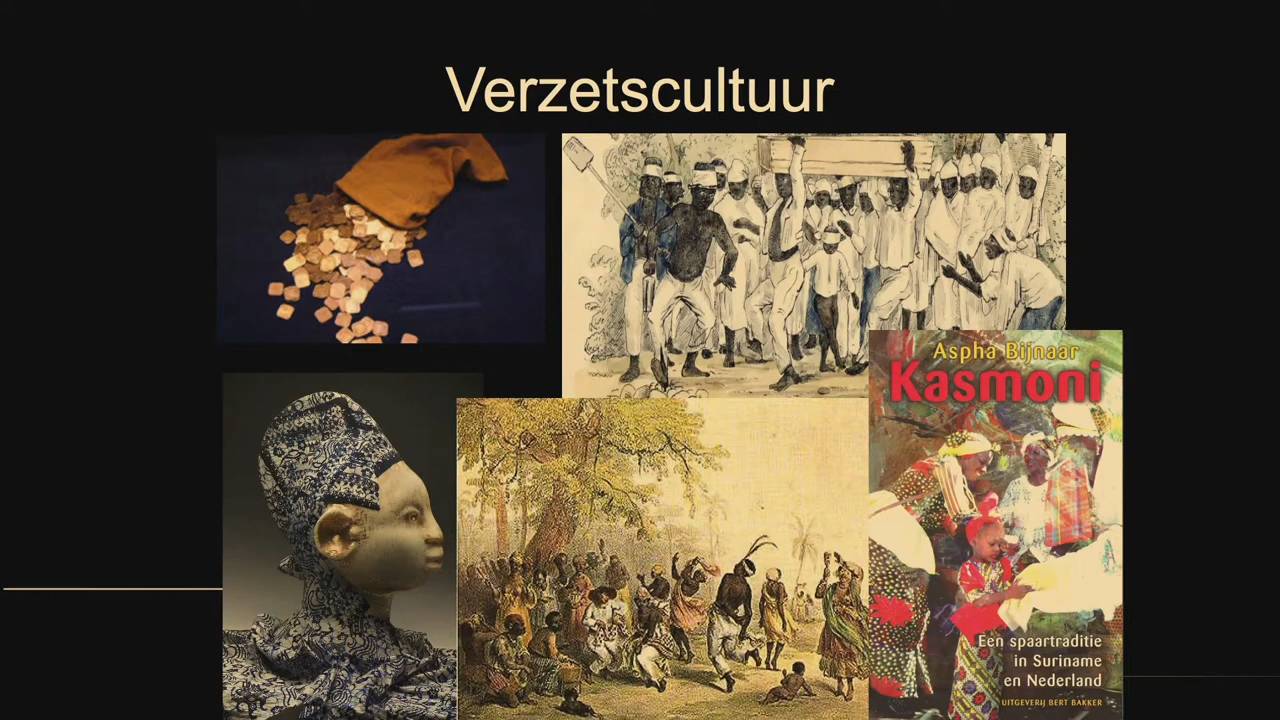 Verzetscultuur
Aspha Bijnaar
Kasmoni
Een spaartraditie
in Suriname
en Nederland
UITGEVERIJ BERT BAKKER